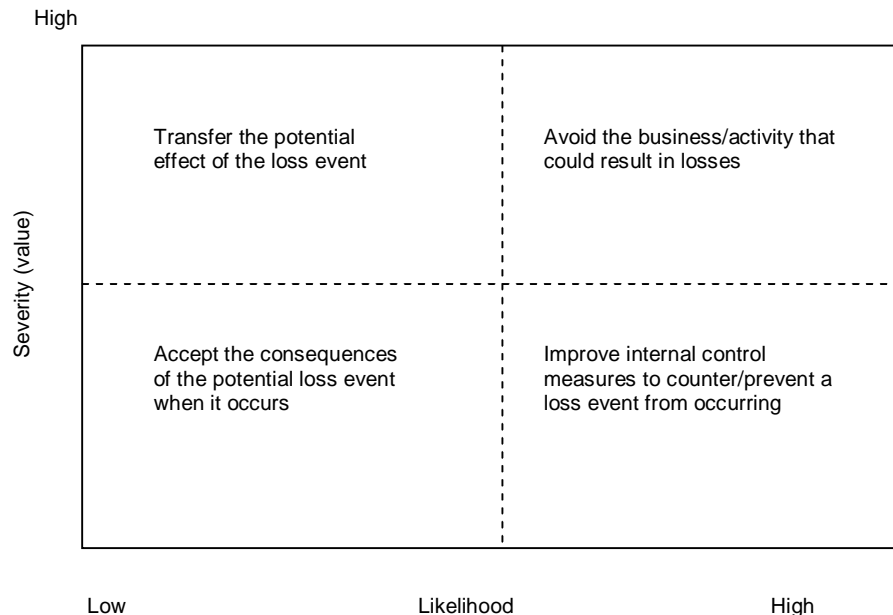 High
Transfer the potential
effect of the loss event
Avoid the business/activity that
could result in losses
Severity (value)
Accept the consequences
of the potential loss event
when it occurs
Improve internal control
measures to counter/prevent a
loss event from occurring
Low
Likelihood
High